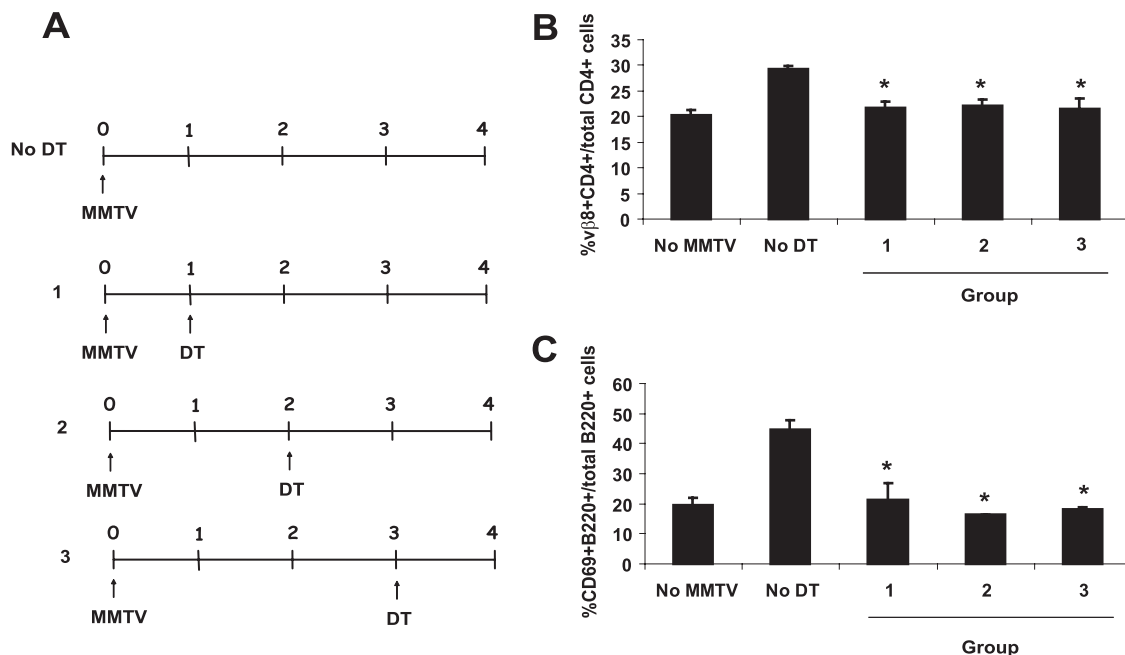 A
No DT
0 1 2 3 4
MMTV
1
0 1 2 3 4
MMTV DT
2
0 1 2 3 4
MMTV DT
3
0 1 2 3 4
MMTV DT
B
%vβ8+CD4+/total CD4+ cells
35
30
25
20
15
10
5
0
* * *
No MMTV No DT 1 2 3
Group
C
%CD69+B220+/total B220+ cells
60
50
40
30
20
10
0
* * *
No MMTV No DT 1 2 3
Group